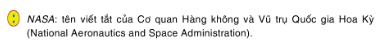 NASA: tên viết tắt của Cơ quan Hàng không và Vũ trụ Quốc gia Hoa Kỳ
(National Aeronautics and Space Administration).